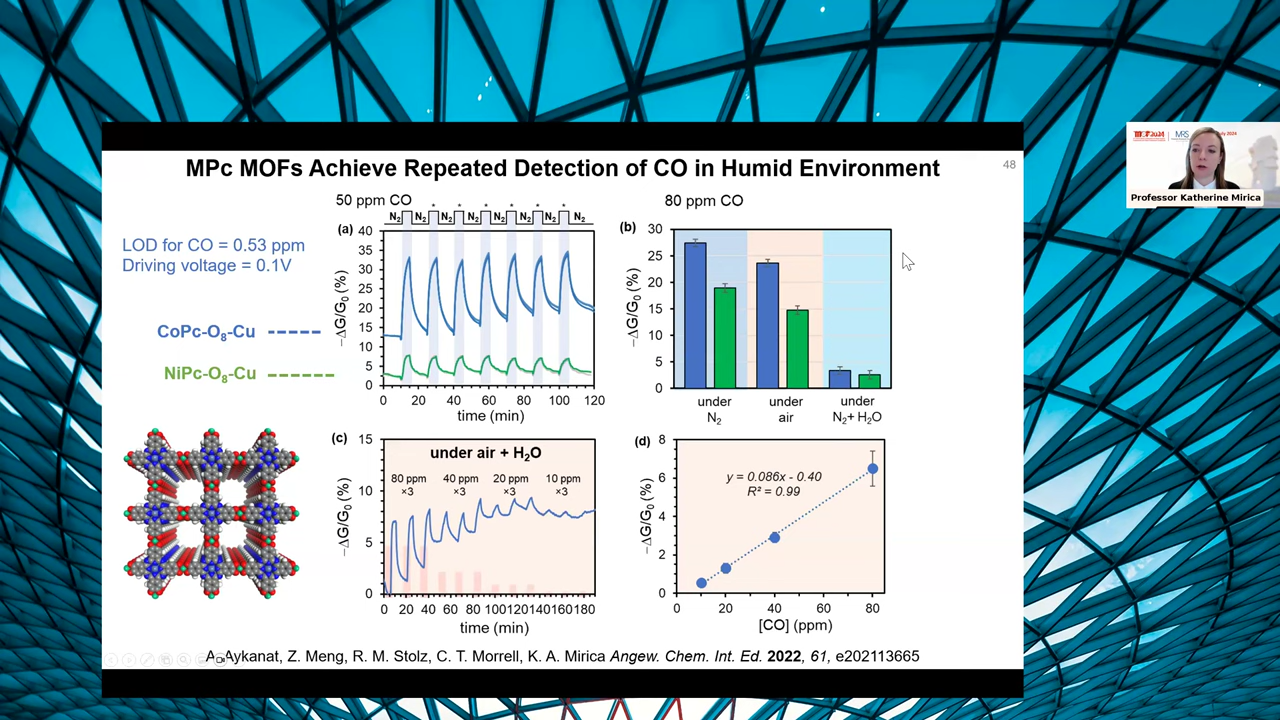 MPc MOFs Achieve Repeated Detection of CO in Humid Environment
48
50 ppm CO
80 ppm CO
LOD for CO = 0.53 ppm
Driving voltage = 0.1V
CoPc-O₈-Cu
NiPc-O₈-Cu
* * * * * *
N₂ N₂ N₂ N₂ N₂ N₂ N₂ N₂
(a)
−ΔG/G₀ (%)
40
35
30
25
20
15
10
5
0
0 20 40 60 80 100 120
time (min)
(b)
−ΔG/G₀ (%)
30
25
20
15
10
5
0
under N₂
under air
under N₂+ H₂O
(c)
−ΔG/G₀ (%)
15
10
5
0
under air + H₂O
80 ppm 40 ppm 20 ppm 10 ppm
×3 ×3 ×3 ×3
0 20 40 60 80 100 120 140 160 180
time (min)
(d)
−ΔG/G₀ (%)
8
6
4
2
0
y = 0.086x - 0.40
R² = 0.99
0 20 40 60 80
[CO] (ppm)
A. Aykanat, Z. Meng, R. M. Stolz, C. T. Morrell, K. A. Mirica Angew. Chem. Int. Ed. 2022, 61, e202113665
MRS
Professor Katherine Mirica